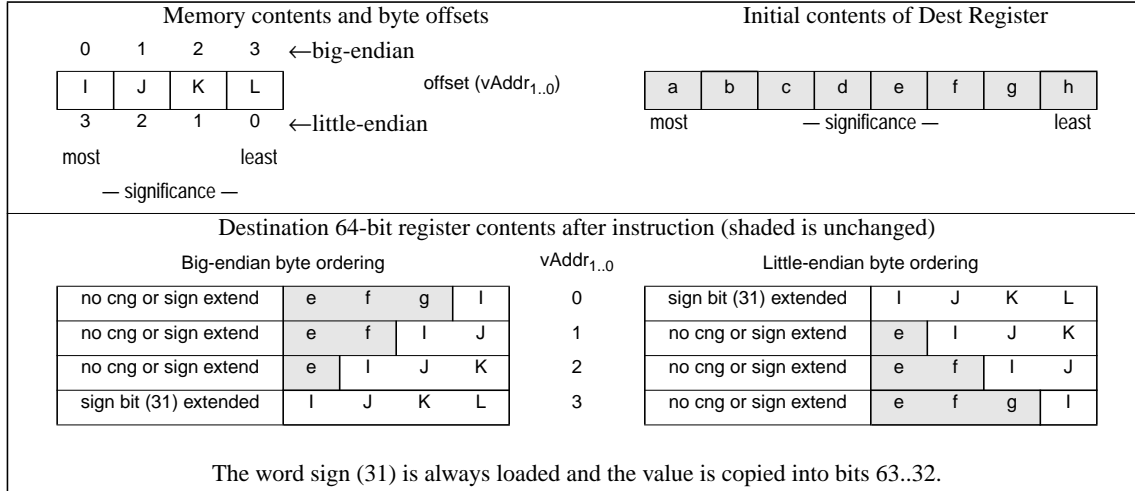 Memory contents and byte offsets
Initial contents of Dest Register
0 1 2 3 ←big-endian
I J K L
offset (vAddr1..0)
a b c d e f g h
3 2 1 0 ←little-endian
most — significance — least
most least
— significance —
Destination 64-bit register contents after instruction (shaded is unchanged)
Big-endian byte ordering vAddr1..0 Little-endian byte ordering
no cng or sign extend e f g I 0 sign bit (31) extended I J K L
no cng or sign extend e f I J 1 no cng or sign extend e I J K
no cng or sign extend e I J K 2 no cng or sign extend e f I J
sign bit (31) extended I J K L 3 no cng or sign extend e f g I
The word sign (31) is always loaded and the value is copied into bits 63..32.